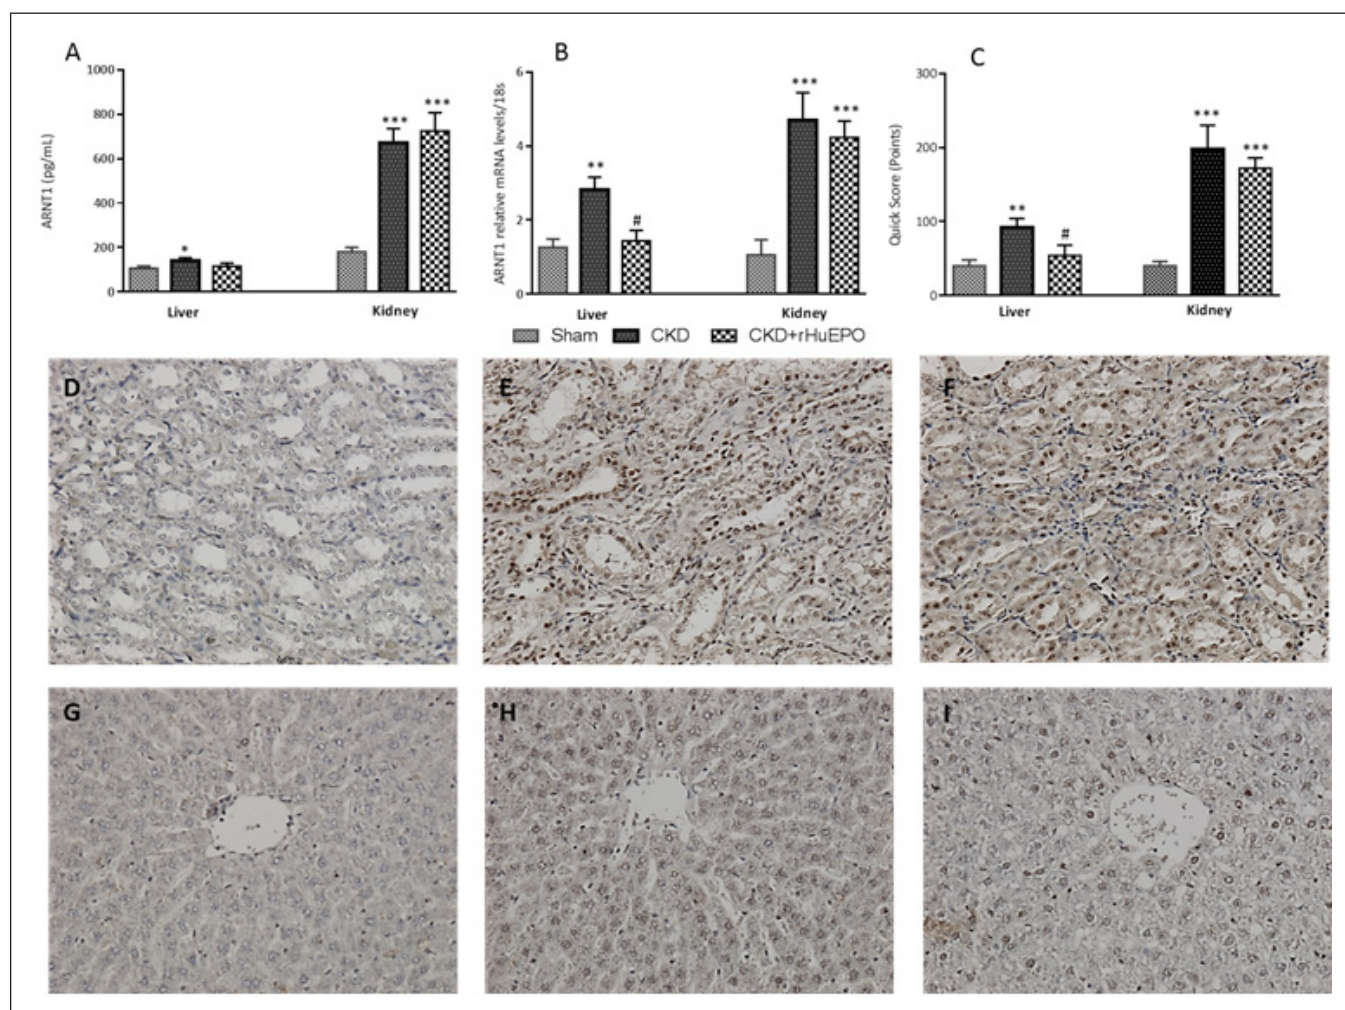 A
ARNT1 (pg/mL)
1000
800
600
400
200
0
*
***
***
Liver
Kidney
B
ARNT1 relative mRNA levels/18s
6
4
2
0
**
#
***
***
Liver
Kidney
C
Quick Score (Points)
300
200
100
0
**
#
***
***
Liver
Kidney
Sham CKD CKD+rHuEPO
D
E
F
G
H
I